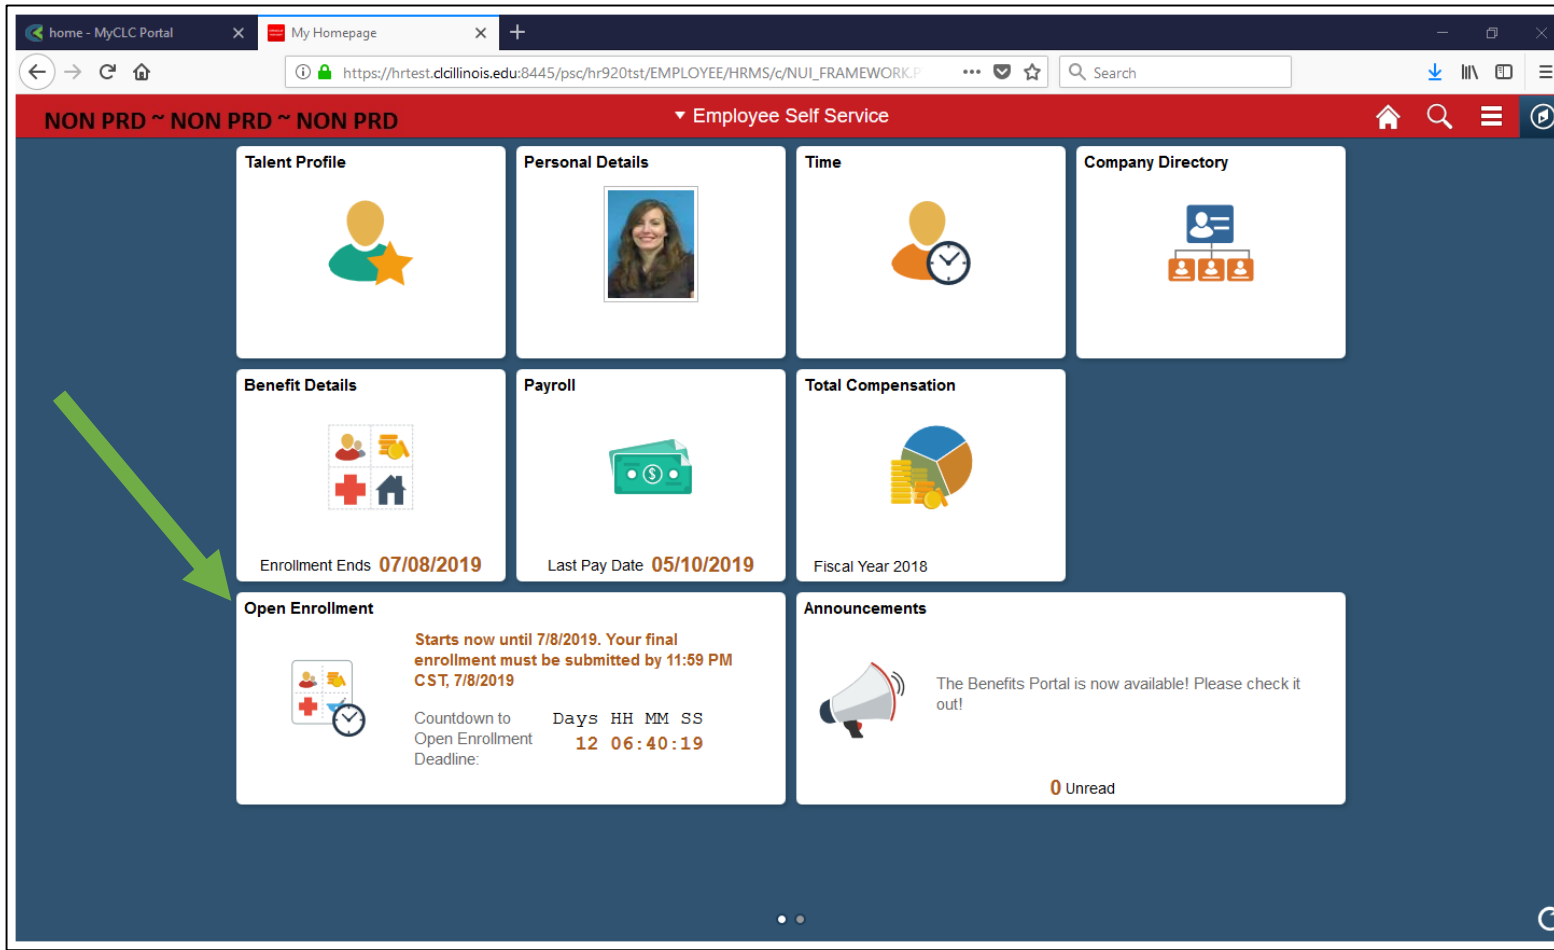 home - MyCLC Portal
My Homepage
https://hrtest.clcillinois.edu:8445/psc/hr920tst/EMPLOYEE/HRMS/c/NUI_FRAMEWORK.P
Search
NON PRD ~ NON PRD ~ NON PRD
Employee Self Service
Talent Profile
Personal Details
Time
Company Directory
Benefit Details
Enrollment Ends 07/08/2019
Payroll
Last Pay Date 05/10/2019
Total Compensation
Fiscal Year 2018
Open Enrollment
Starts now until 7/8/2019. Your final
enrollment must be submitted by 11:59 PM
CST, 7/8/2019
Countdown to
Open Enrollment
Deadline:
Days HH MM SS
12 06:40:19
Announcements
The Benefits Portal is now available! Please check it
out!
0 Unread